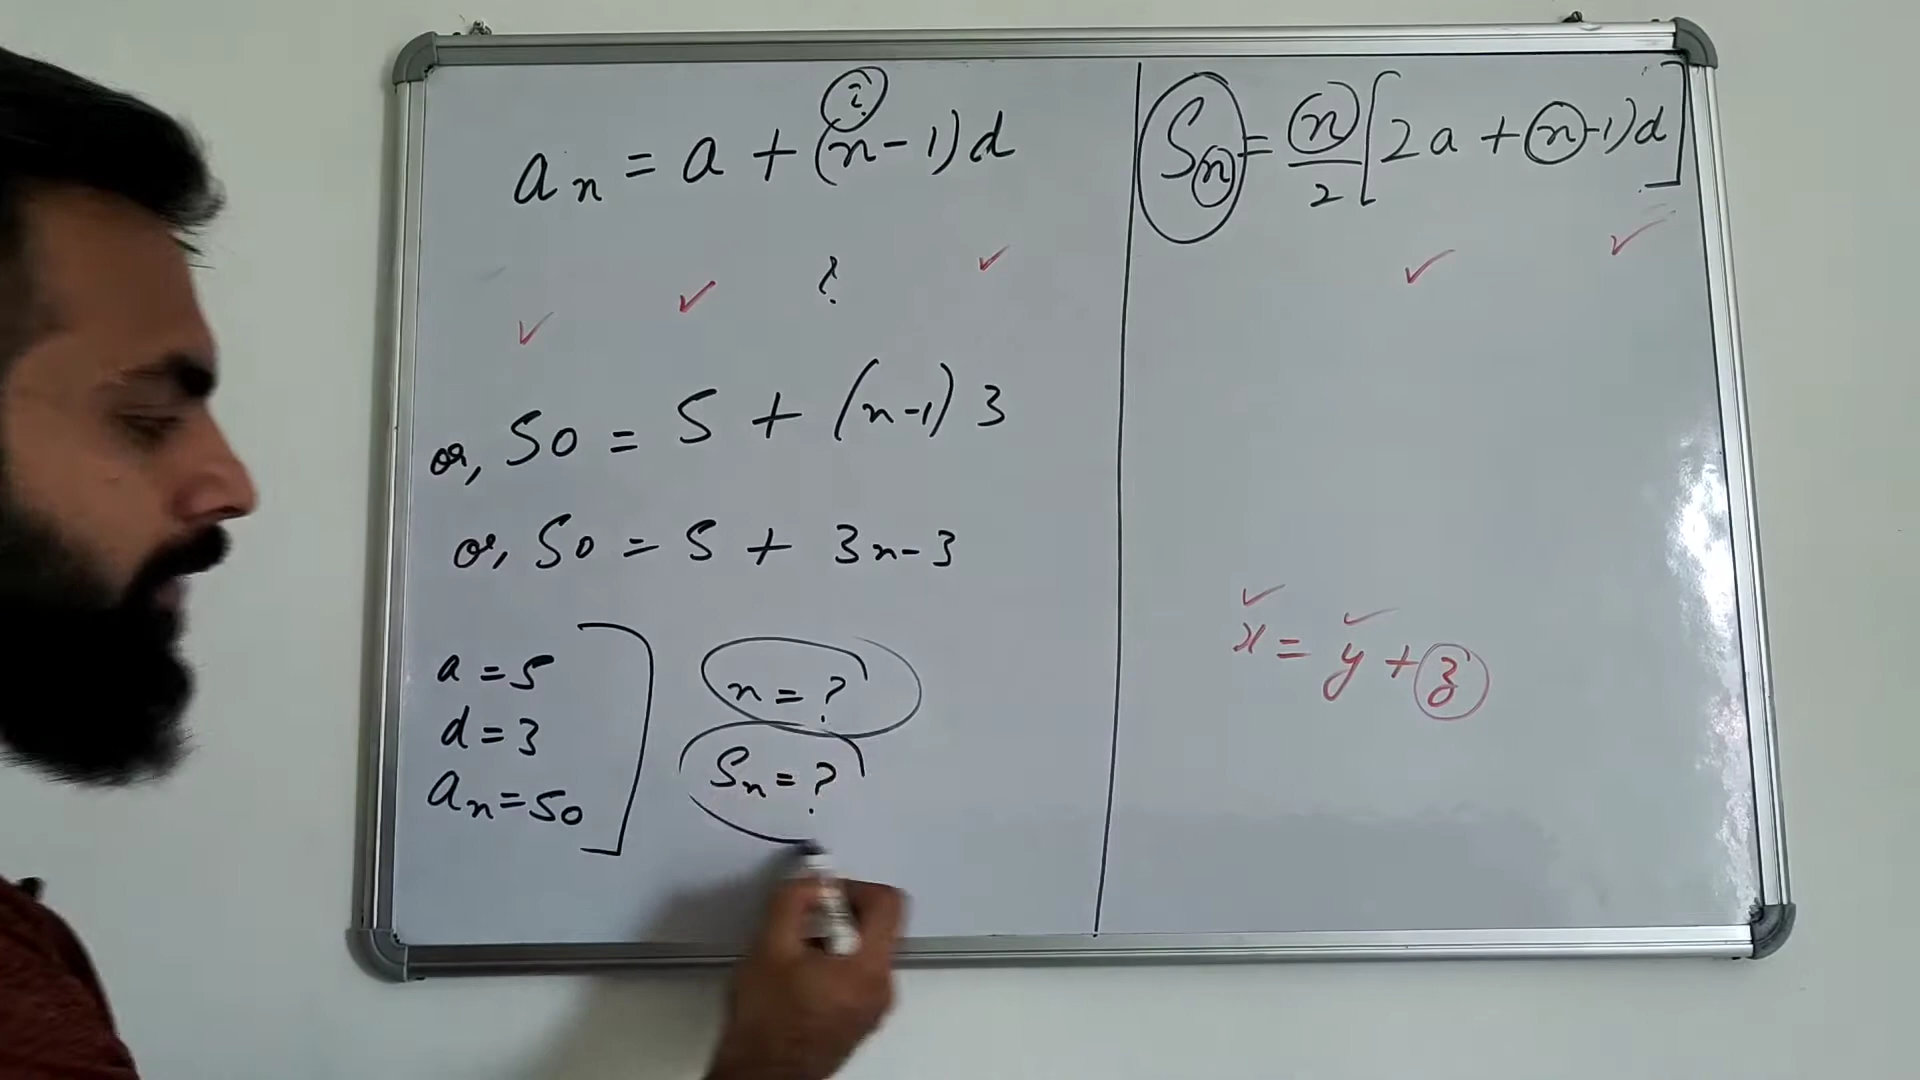 aₙ = a + (n-1)d
?
?
or, 50 = 5 + (n-1) 3
or, 50 = 5 + 3n-3
a = 5
d = 3
aₙ = 50
n = ?
Sₙ = ?
Sₙ = n/2 [2a + (n-1)d]
x = y + z